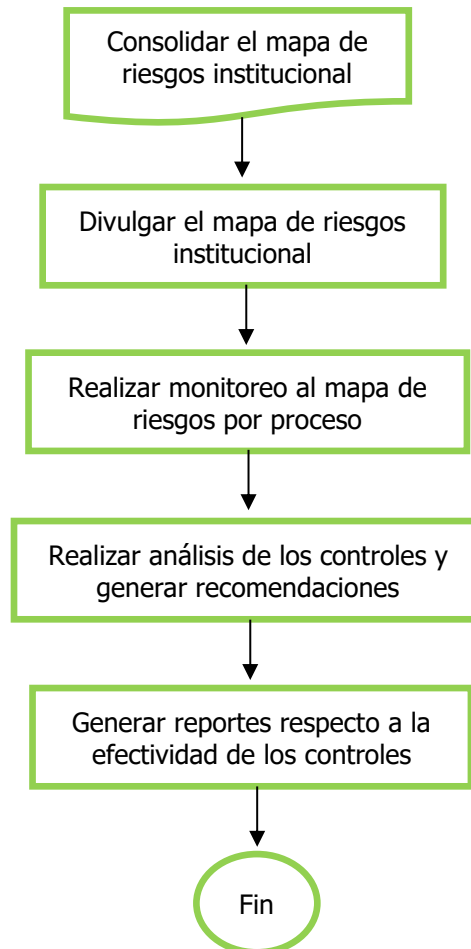 Consolidar el mapa de
riesgos institucional
Divulgar el mapa de riesgos
institucional
Realizar monitoreo al mapa de
riesgos por proceso
Realizar análisis de los controles y
generar recomendaciones
Generar reportes respecto a la
efectividad de los controles
Fin